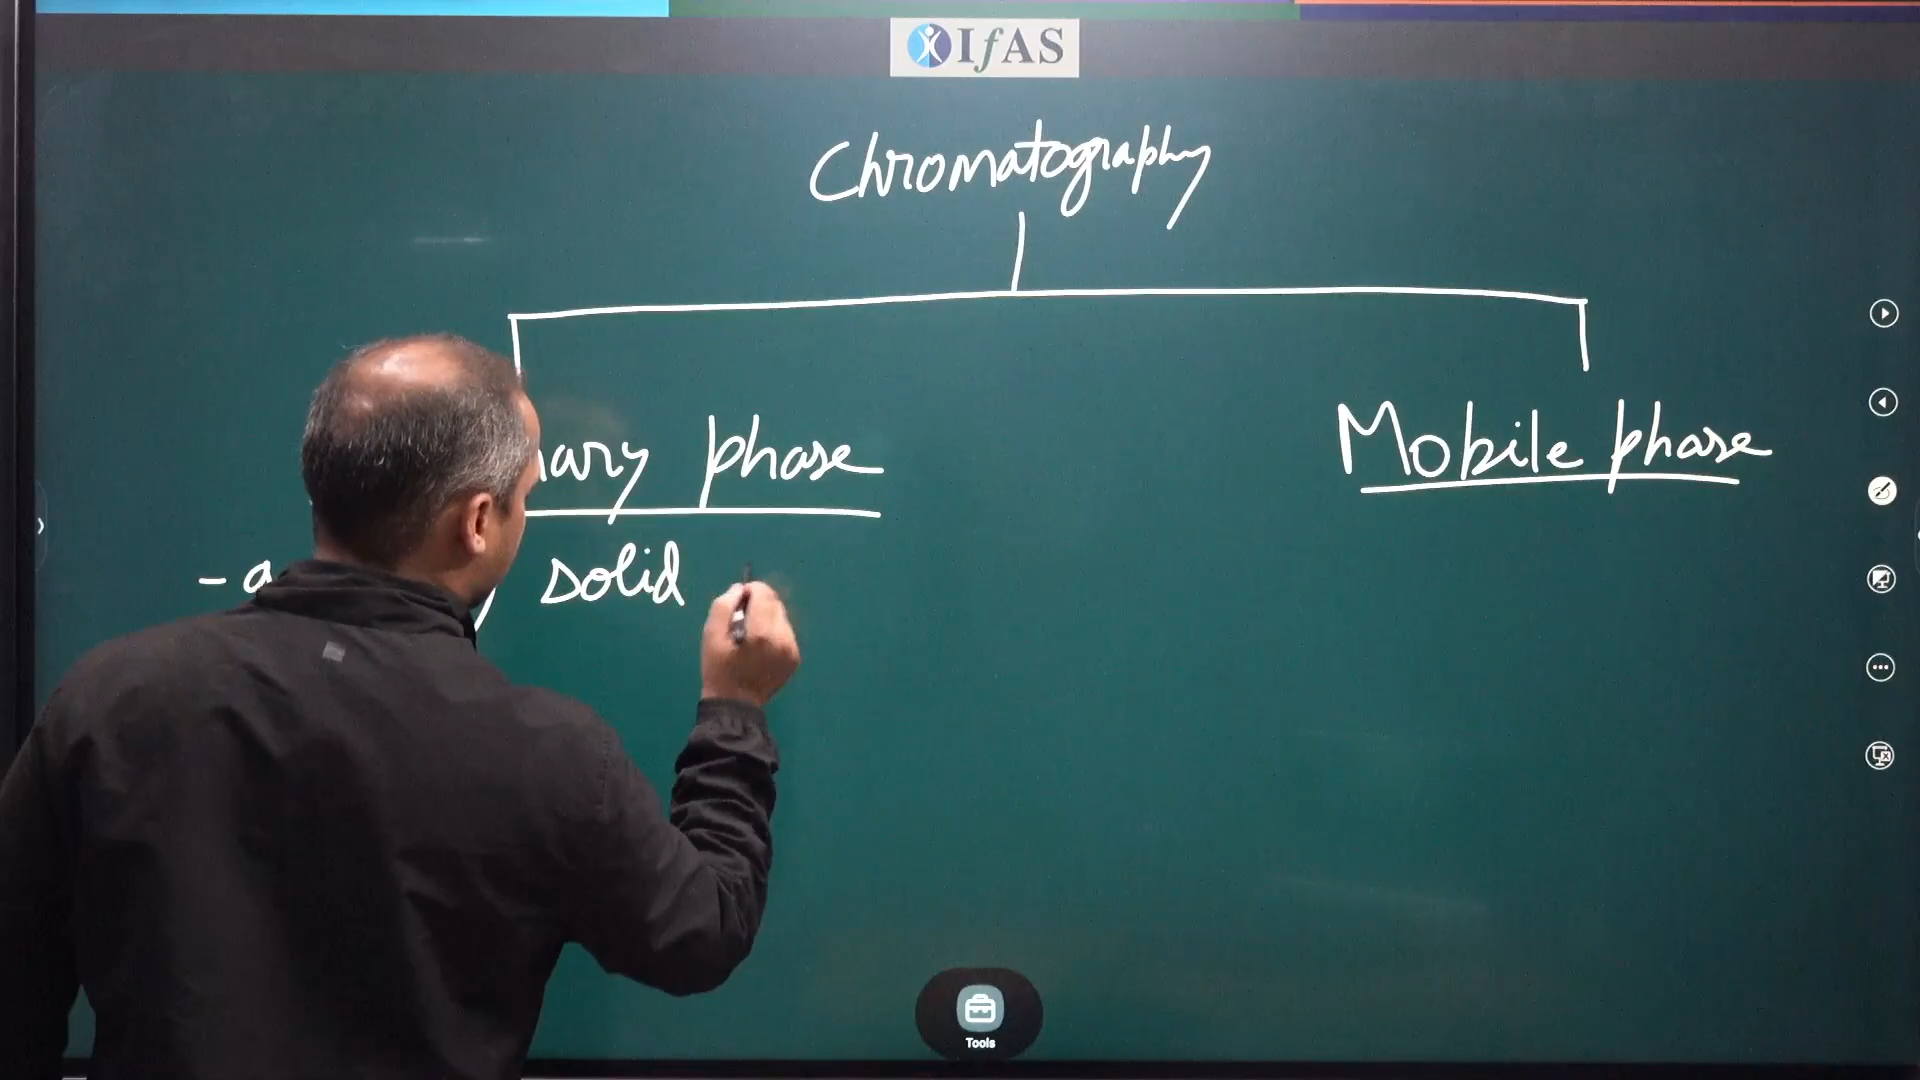 IfAS
Chromatography
phase
Mobile phase
solid
Tools